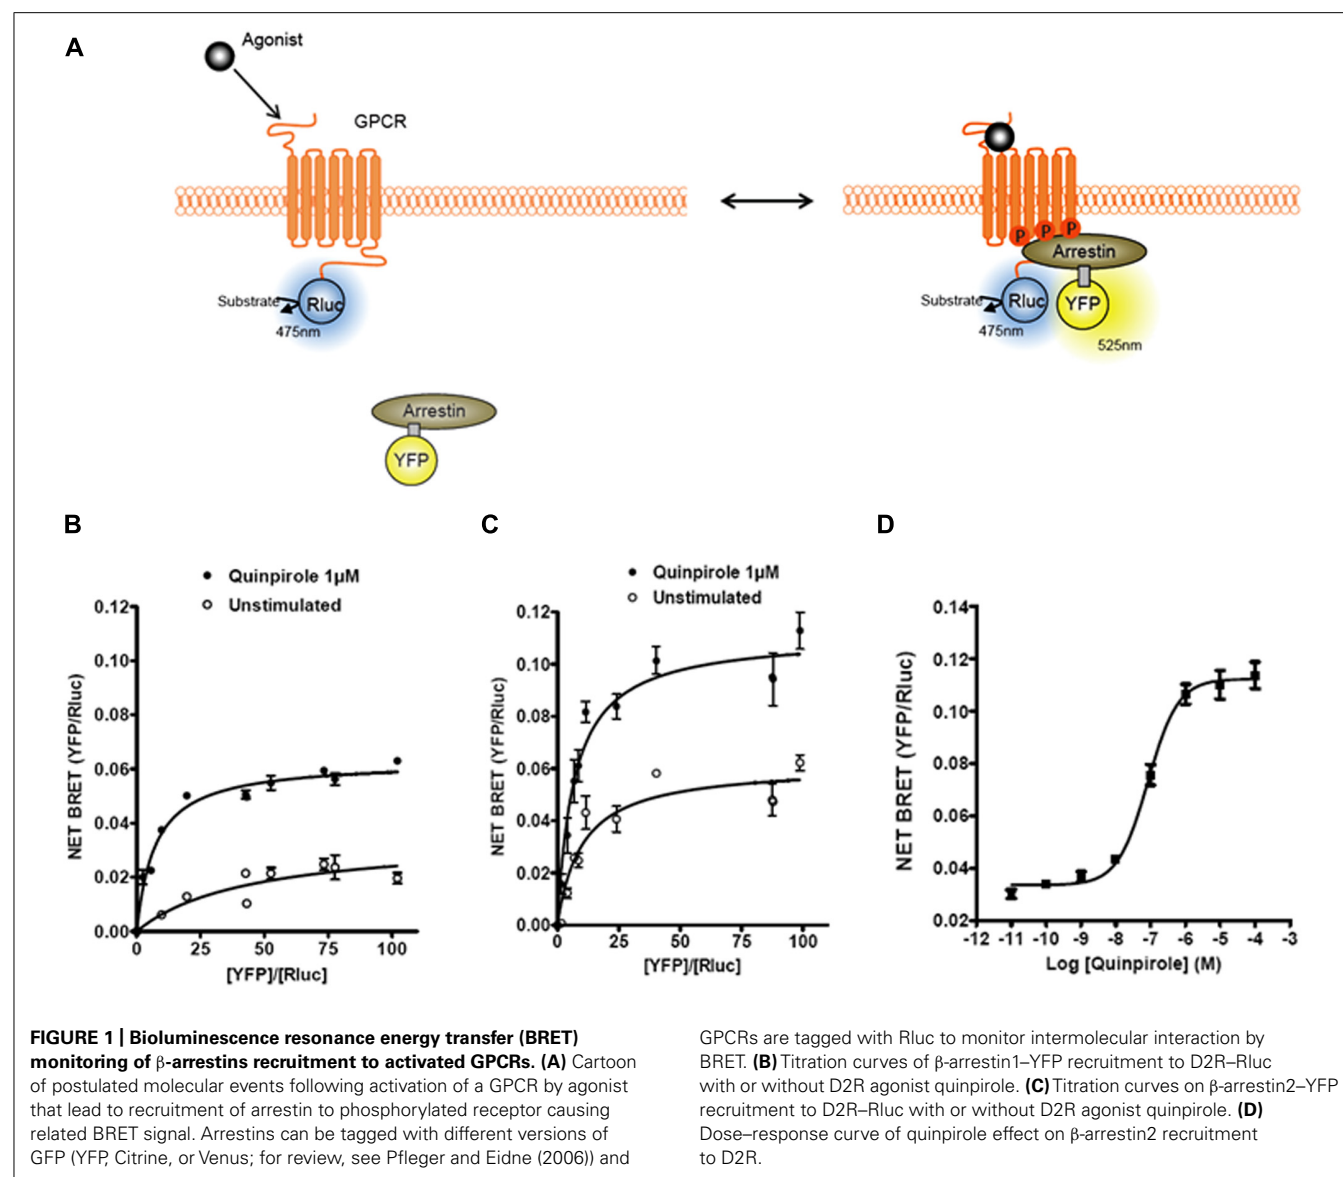 A
Agonist
GPCR
Substrate
Rluc
475nm
Arrestin
YFP
P P P
Arrestin
Substrate
Rluc
YFP
475nm
525nm
B
Quinpirole 1µM
Unstimulated
0.12
0.10
0.08
0.06
0.04
0.02
0.00
NET BRET (YFP/Rluc)
0 25 50 75 100
[YFP]/[Rluc]
C
Quinpirole 1µM
Unstimulated
0.12
0.10
0.08
0.06
0.04
0.02
0.00
NET BRET (YFP/Rluc)
0 25 50 75 100
[YFP]/[Rluc]
D
0.14
0.12
0.10
0.08
0.06
0.04
0.02
NET BRET (YFP/Rluc)
-12 -11 -10 -9 -8 -7 -6 -5 -4 -3
Log [Quinpirole] (M)
FIGURE 1 | Bioluminescence resonance energy transfer (BRET)
monitoring of β-arrestins recruitment to activated GPCRs. (A) Cartoon
of postulated molecular events following activation of a GPCR by agonist
that lead to recruitment of arrestin to phosphorylated receptor causing
related BRET signal. Arrestins can be tagged with different versions of
GFP (YFP, Citrine, or Venus; for review, see Pfleger and Eidne (2006)) and
GPCRs are tagged with Rluc to monitor intermolecular interaction by
BRET. (B) Titration curves of β-arrestin1–YFP recruitment to D2R–Rluc
with or without D2R agonist quinpirole. (C) Titration curves on β-arrestin2–YFP
recruitment to D2R–Rluc with or without D2R agonist quinpirole. (D)
Dose–response curve of quinpirole effect on β-arrestin2 recruitment
to D2R.